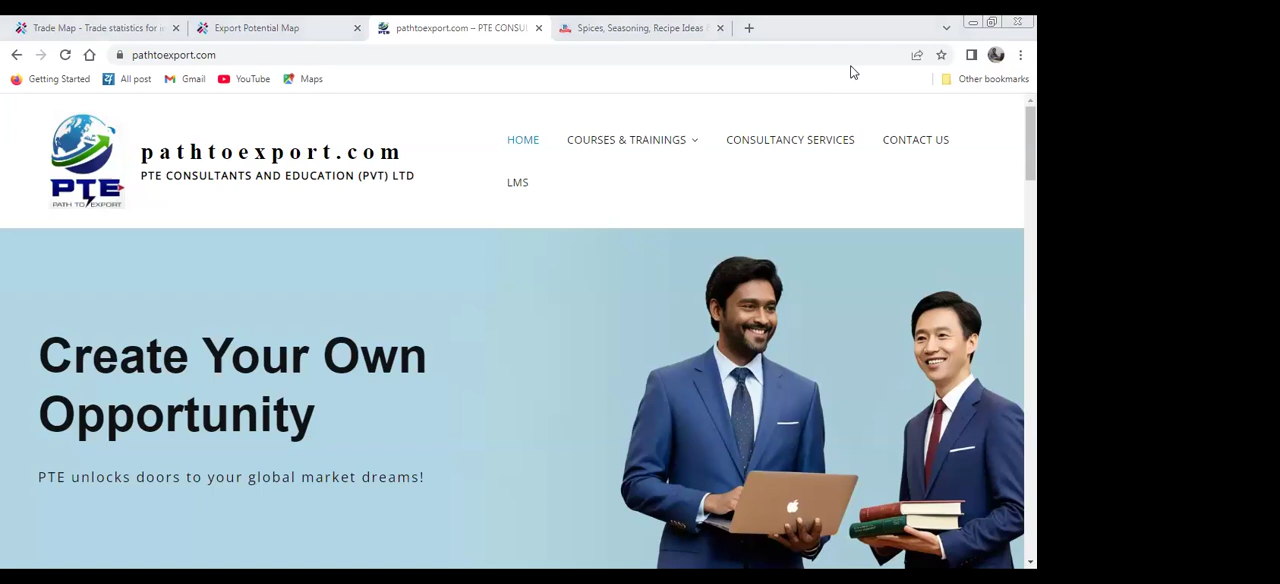 Trade Map - Trade statistics for in
Export Potential Map
pathtoexport.com – PTE CONSU
Spices, Seasoning, Recipe Ideas &
pathtoexport.com
Getting Started
All post
Gmail
YouTube
Maps
Other bookmarks
PTE
PATH TO EXPORT
pathtoexport.com
PTE CONSULTANTS AND EDUCATION (PVT) LTD
HOME
COURSES & TRAININGS
CONSULTANCY SERVICES
CONTACT US
LMS
Create Your Own
Opportunity
PTE unlocks doors to your global market dreams!